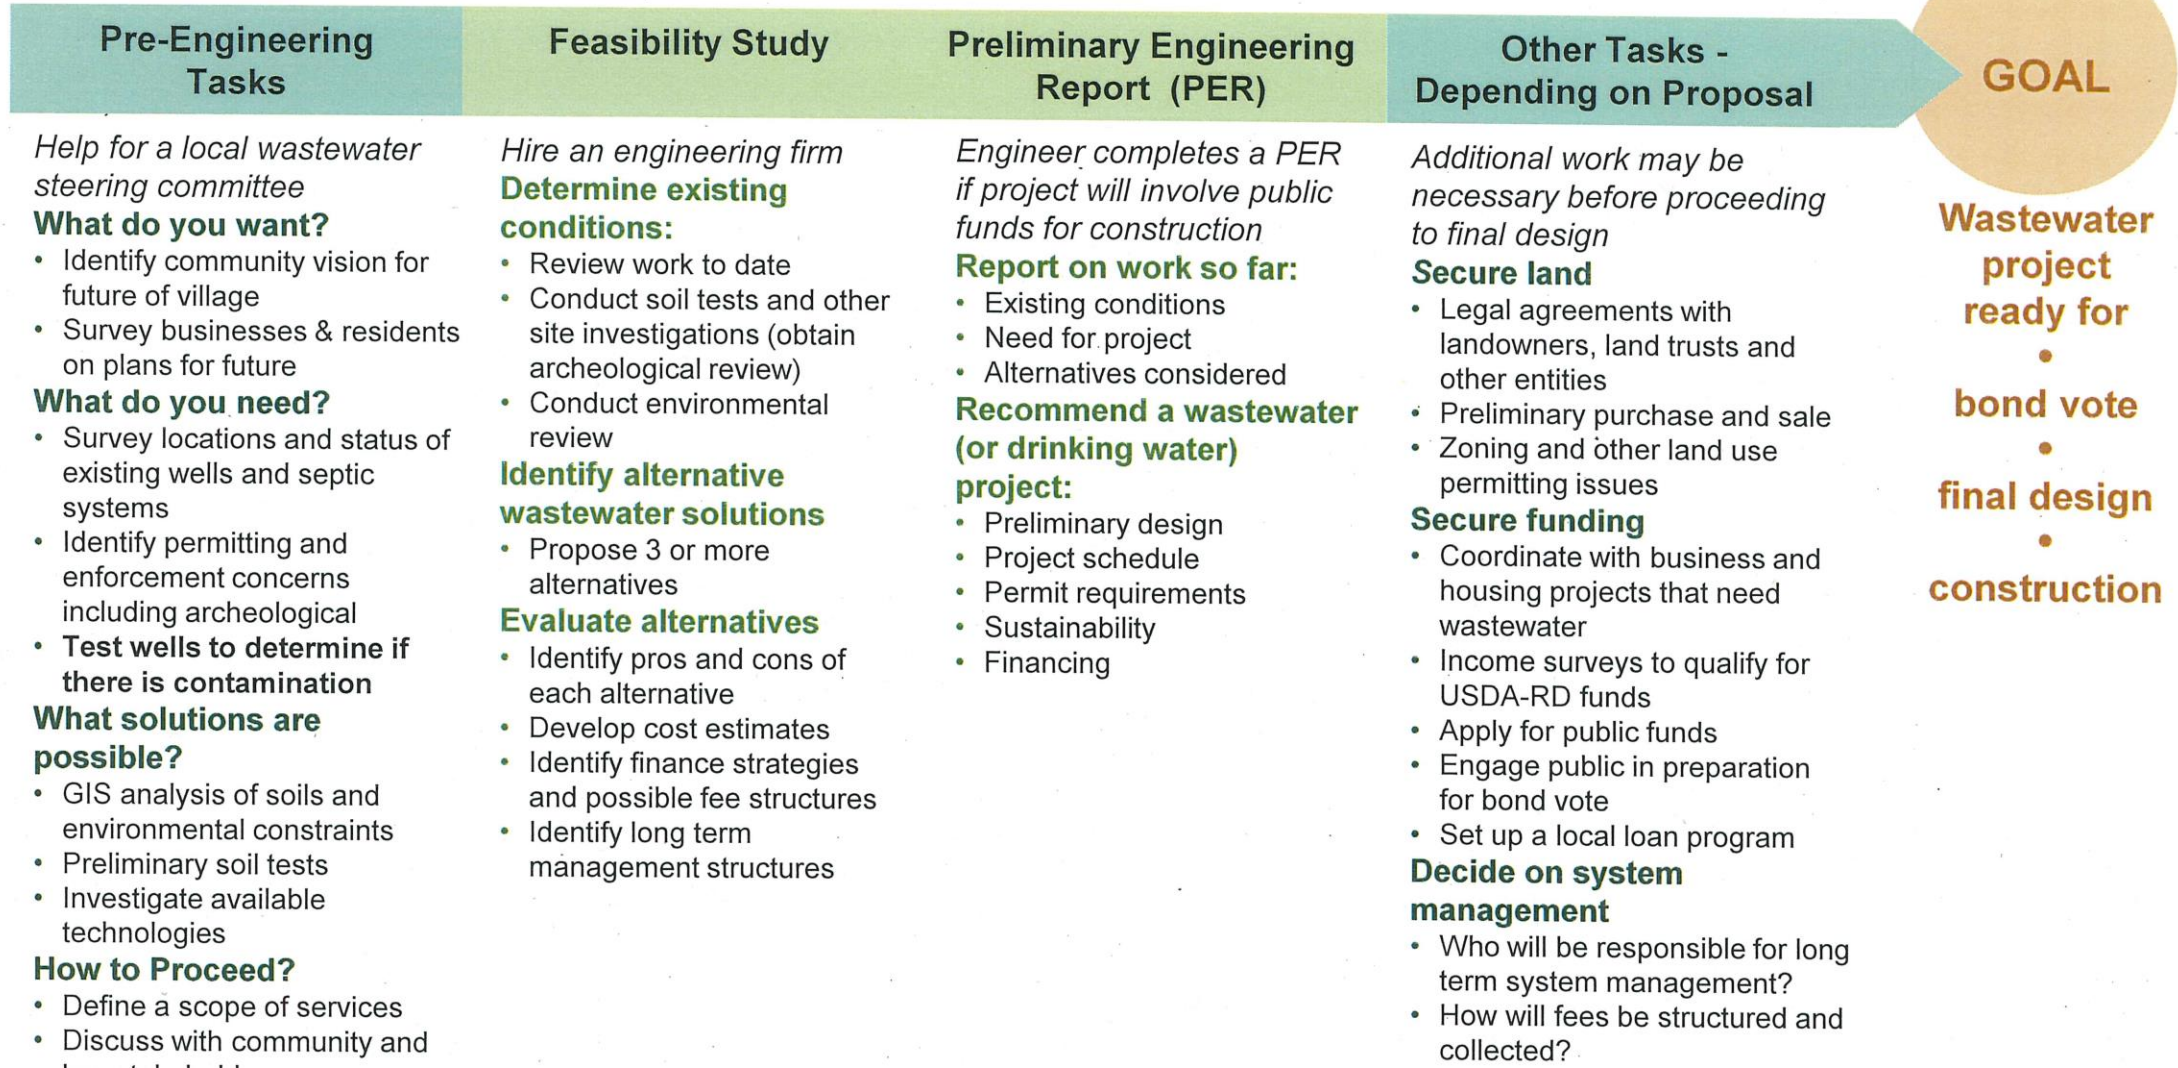 Pre-Engineering
Tasks
Help for a local wastewater
steering committee
What do you want?
• Identify community vision for
future of village
• Survey businesses & residents
on plans for future
What do you need?
• Survey locations and status of
existing wells and septic
systems
• Identify permitting and
enforcement concerns
including archeological
• Test wells to determine if
there is contamination
What solutions are
possible?
• GIS analysis of soils and
environmental constraints
• Preliminary soil tests
• Investigate available
technologies
How to Proceed?
• Define a scope of services
• Discuss with community and
Feasibility Study
Hire an engineering firm
Determine existing
conditions:
• Review work to date
• Conduct soil tests and other
site investigations (obtain
archeological review)
• Conduct environmental
review
Identify alternative
wastewater solutions
• Propose 3 or more
alternatives
Evaluate alternatives
• Identify pros and cons of
each alternative
• Develop cost estimates
• Identify finance strategies
and possible fee structures
• Identify long term
management structures
Preliminary Engineering
Report (PER)
Engineer completes a PER
if project will involve public
funds for construction
Report on work so far:
• Existing conditions
• Need for project
• Alternatives considered
Recommend a wastewater
(or drinking water)
project:
• Preliminary design
• Project schedule
• Permit requirements
• Sustainability
• Financing
Other Tasks -
Depending on Proposal
Additional work may be
necessary before proceeding
to final design
Secure land
• Legal agreements with
landowners, land trusts and
other entities
• Preliminary purchase and sale
• Zoning and other land use
permitting issues
Secure funding
• Coordinate with business and
housing projects that need
wastewater
• Income surveys to qualify for
USDA-RD funds
• Apply for public funds
• Engage public in preparation
for bond vote
• Set up a local loan program
Decide on system
management
• Who will be responsible for long
term system management?
• How will fees be structured and
collected?
GOAL
Wastewater
project
ready for
•
bond vote
•
final design
•
construction